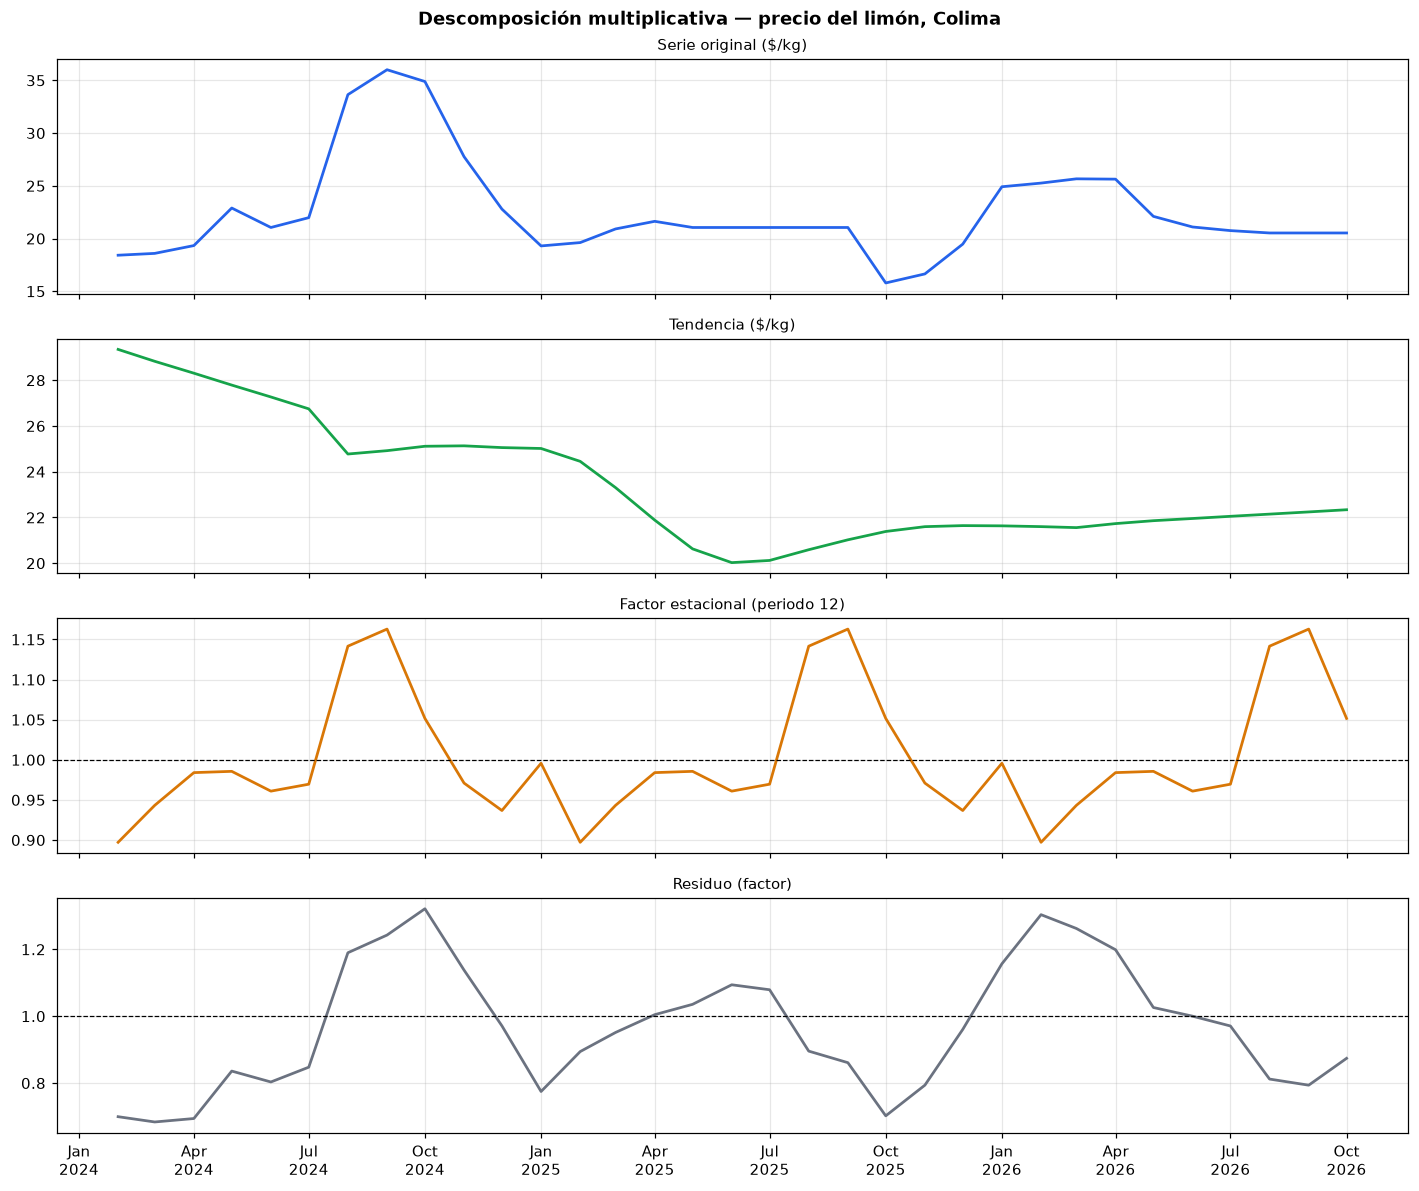 Descomposición multiplicativa — precio del limón, Colima
Serie original ($/kg)
35
30
25
20
15
Tendencia ($/kg)
28
26
24
22
20
Factor estacional (periodo 12)
1.15
1.10
1.05
1.00
0.95
0.90
Residuo (factor)
1.2
1.0
0.8
Jan Apr Jul Oct Jan Apr Jul Oct Jan Apr Jul Oct
2024 2024 2024 2024 2025 2025 2025 2025 2026 2026 2026 2026